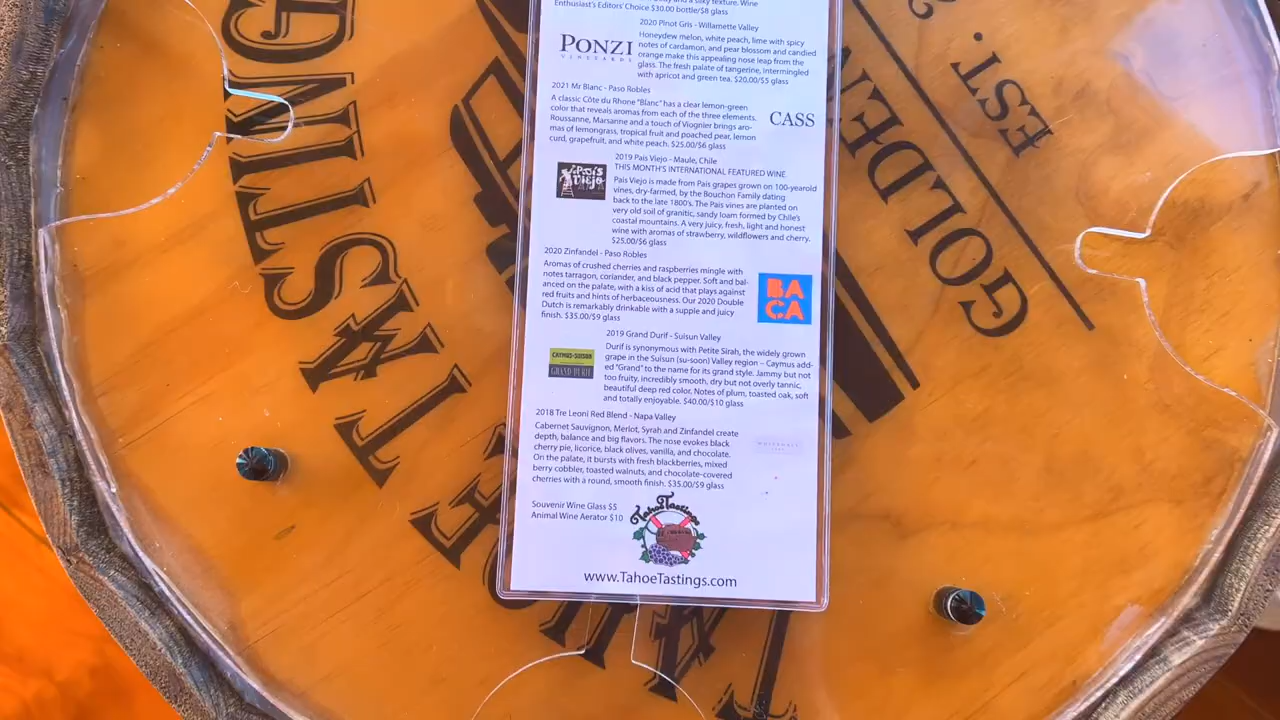 Enthusiast's Editors' Choice $30.00 bottle/$8 glass
2020 Pinot Gris - Willamette Valley
PONZI
VINEYARDS
Honeydew melon, white peach, lime with spicy
notes of cardamon, and pear blossom and candied
orange make this appealing nose leap from the
glass. The fresh palate of tangerine, intermingled
with apricot and green tea. $20.00/$5 glass
2021 Mr Blanc - Paso Robles
A classic Côte du Rhone "Blanc" has a clear lemon-green
color that reveals aromas from each of the three elements.
Roussanne, Marsanne and a touch of Viognier brings aro-
mas of lemongrass, tropical fruit and poached pear, lemon
curd, grapefruit, and white peach. $25.00/$6 glass
CASS
2019 Pais Viejo - Maule, Chile
THIS MONTH'S INTERNATIONAL FEATURED WINE.
País Viejo
Pais Viejo is made from Pais grapes grown on 100-yearold
vines, dry-farmed, by the Bouchon Family dating
back to the late 1800's. The Pais vines are planted on
very old soil of granitic, sandy loam formed by Chile's
coastal mountains. A very juicy, fresh, light and honest
wine with aromas of strawberry, wildflowers and cherry.
$25.00/$6 glass
2020 Zinfandel - Paso Robles
Aromas of crushed cherries and raspberries mingle with
notes tarragon, coriander, and black pepper. Soft and bal-
anced on the palate, with a kiss of acid that plays against
red fruits and hints of herbaceousness. Our 2020 Double
Dutch is remarkably drinkable with a supple and juicy
finish. $35.00/$9 glass
BA
CA
2019 Grand Durif - Suisun Valley
CAYMUS-SUISUN
GRAND DURIF
Durif is synonymous with Petite Sirah, the widely grown
grape in the Suisun (su-soon) Valley region – Caymus add-
ed "Grand" to the name for its grand style. Jammy but not
too fruity, incredibly smooth, dry but not overly tannic,
beautiful deep red color. Notes of plum, toasted oak, soft
and totally enjoyable. $40.00/$10 glass
2018 Tre Leoni Red Blend - Napa Valley
Cabernet Sauvignon, Merlot, Syrah and Zinfandel create
depth, balance and big flavors. The nose evokes black
cherry pie, licorice, black olives, vanilla, and chocolate.
On the palate, it bursts with fresh blackberries, mixed
berry cobbler, toasted walnuts, and chocolate-covered
cherries with a round, smooth finish. $35.00/$9 glass
Souvenir Wine Glass $5
Animal Wine Aerator $10
Tahoe Tastings
www.TahoeTastings.com
EST.
GOLDEN